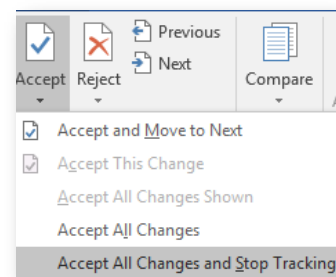 Previous
Next
Accept Reject
Compare
Accept and Move to Next
Accept This Change
Accept All Changes Shown
Accept All Changes
Accept All Changes and Stop Tracking